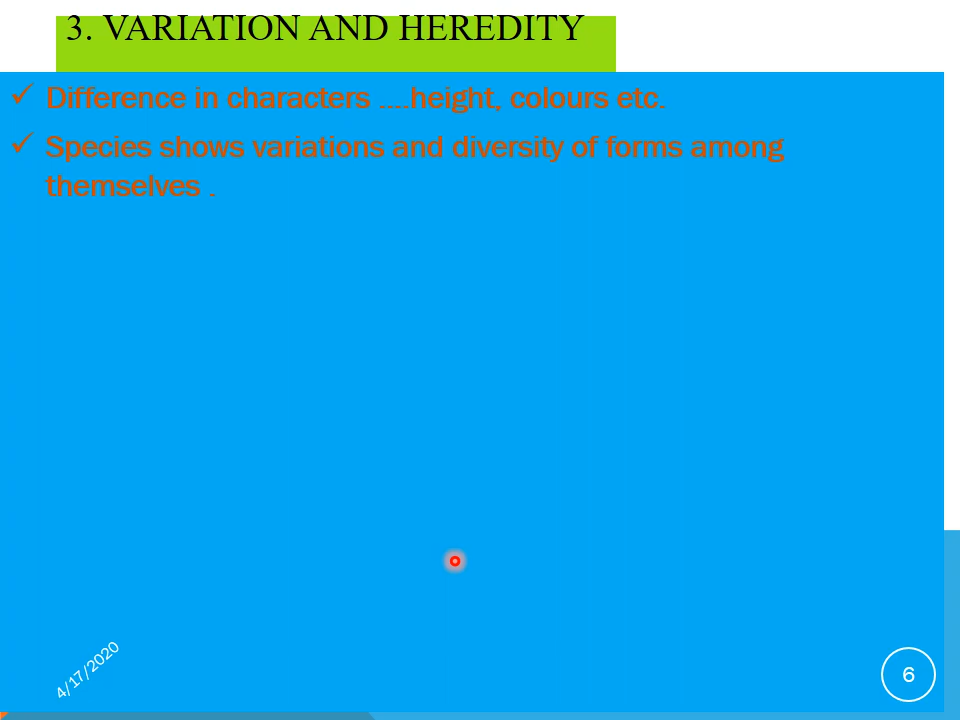 3. VARIATION AND HEREDITY
✓ Difference in characters ....height, colours etc.
✓ Species shows variations and diversity of forms among
themselves .
4/17/2020
6